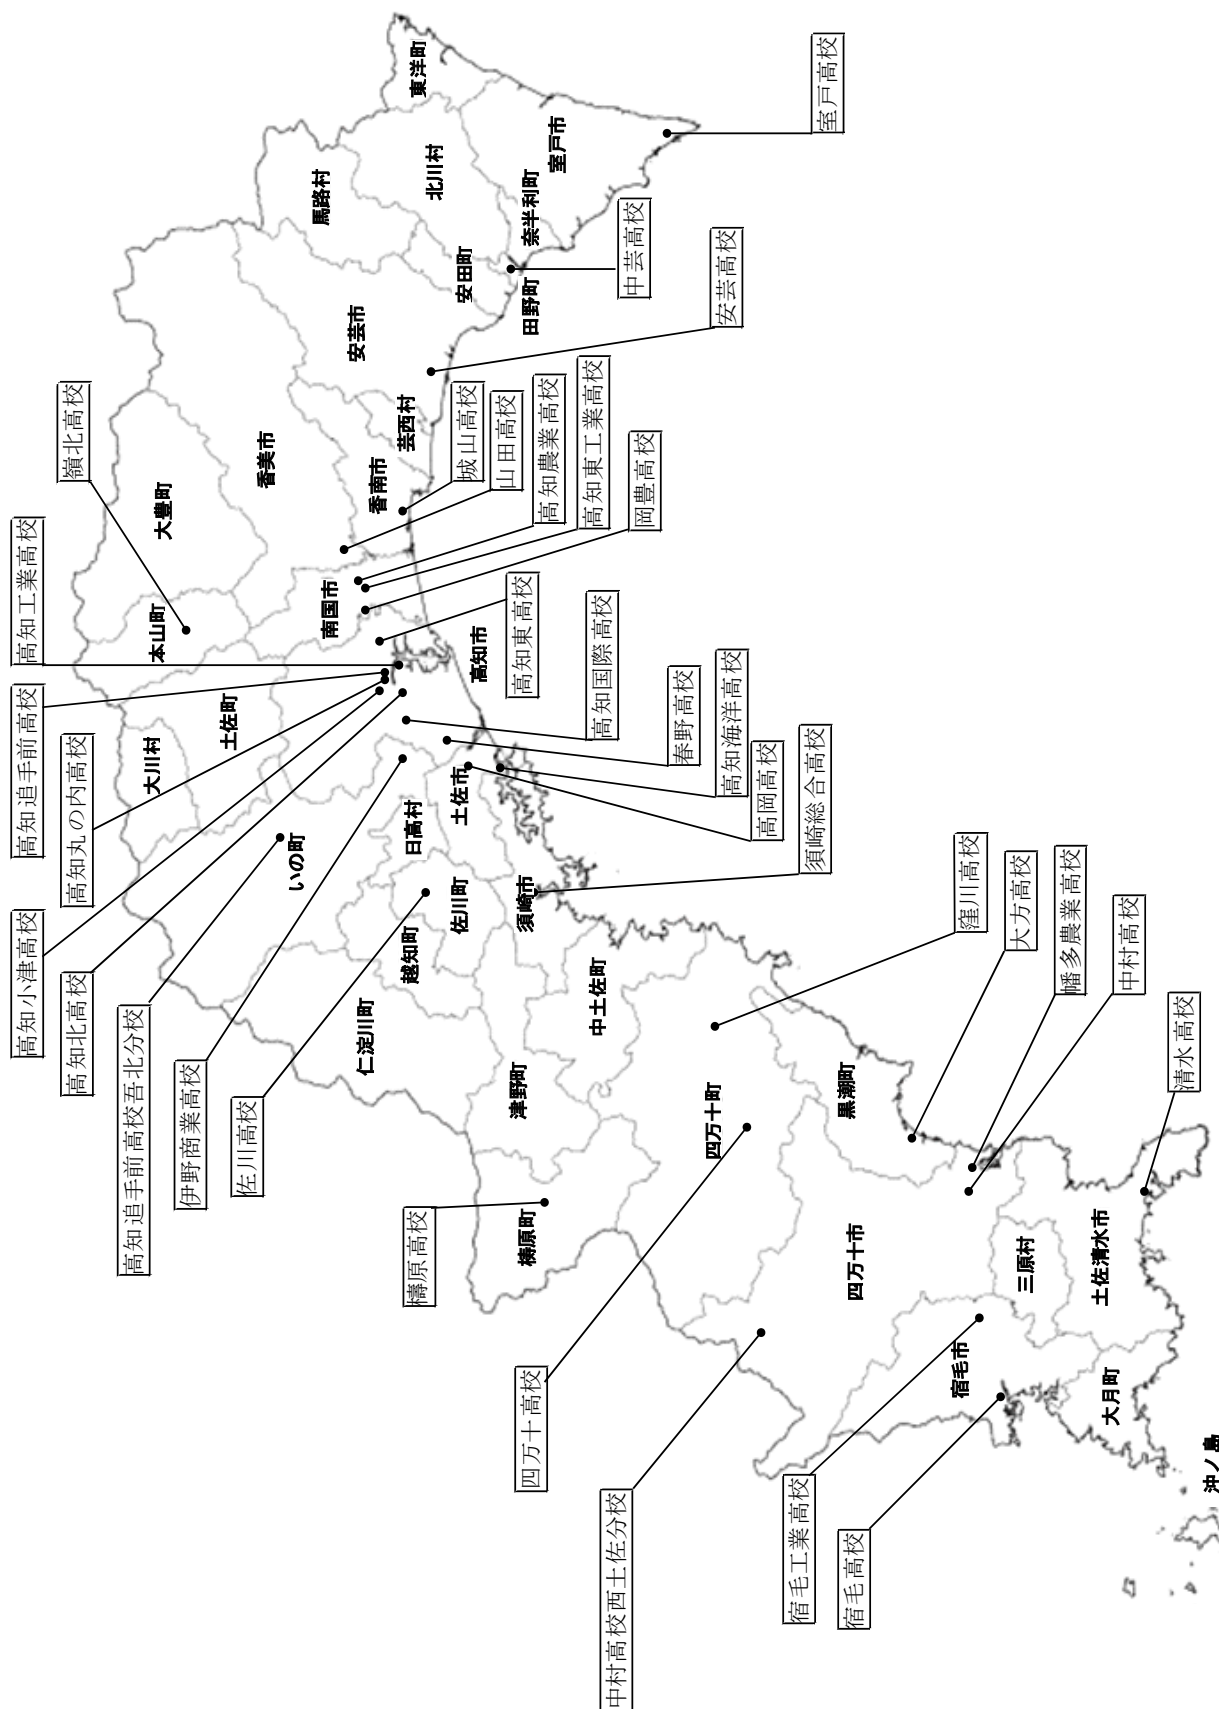 高知工業高校
高知追手前高校
高知小津高校
嶺北高校
高知丸の内高校
高知北高校
高知追手前高校吾北分校
伊野商業高校
佐川高校
檮原高校
四万十高校
中村高校西土佐分校
宿毛工業高校
宿毛高校
城山高校
山田高校
高知農業高校
高知東工業高校
岡豊高校
高知東高校
高知国際高校
春野高校
高知海洋高校
高岡高校
須崎総合高校
窪川高校
大方高校
幡多農業高校
中村高校
清水高校
安芸高校
中芸高校
室戸高校
東洋町
室戸市
北川村
馬路村
奈半利町
安田町
田野町
安芸市
芸西村
香南市
香美市
大豊町
南国市
本山町
高知市
土佐町
大川村
いの町
土佐市
日高村
佐川町
須崎市
越知町
仁淀川町
中土佐町
津野町
檮原町
四万十町
黒潮町
四万十市
三原村
土佐清水市
宿毛市
大月町
沖ノ島